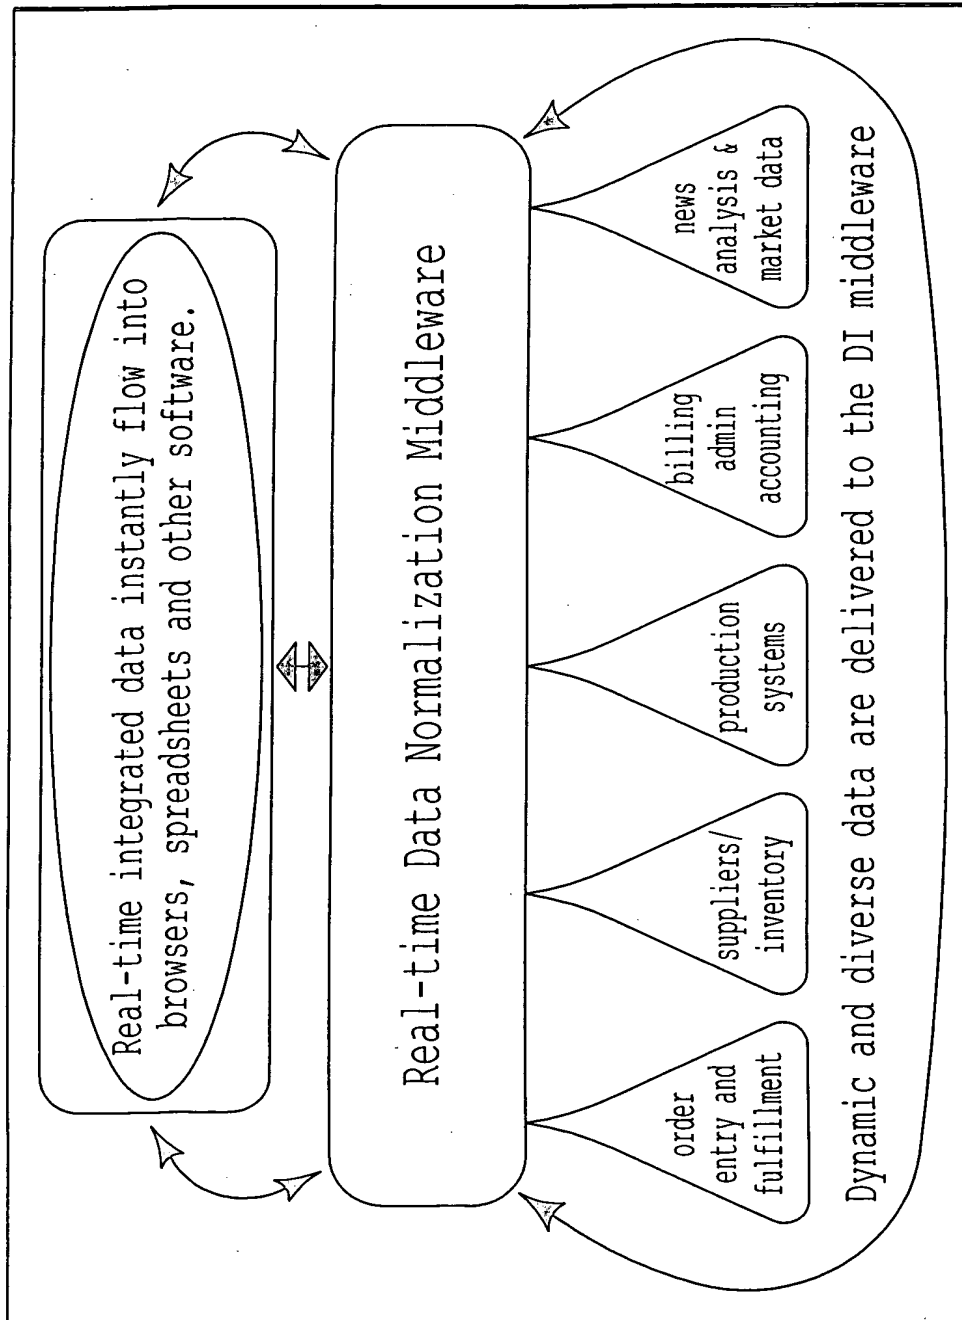 Real-time integrated data instantly flow into
browsers, spreadsheets and other software.
Real-time Data Normalization Middleware
order
entry and
fulfillment
suppliers/
inventory
production
systems
billing
admin
accounting
news
analysis &
market data
Dynamic and diverse data are delivered to the DI middleware